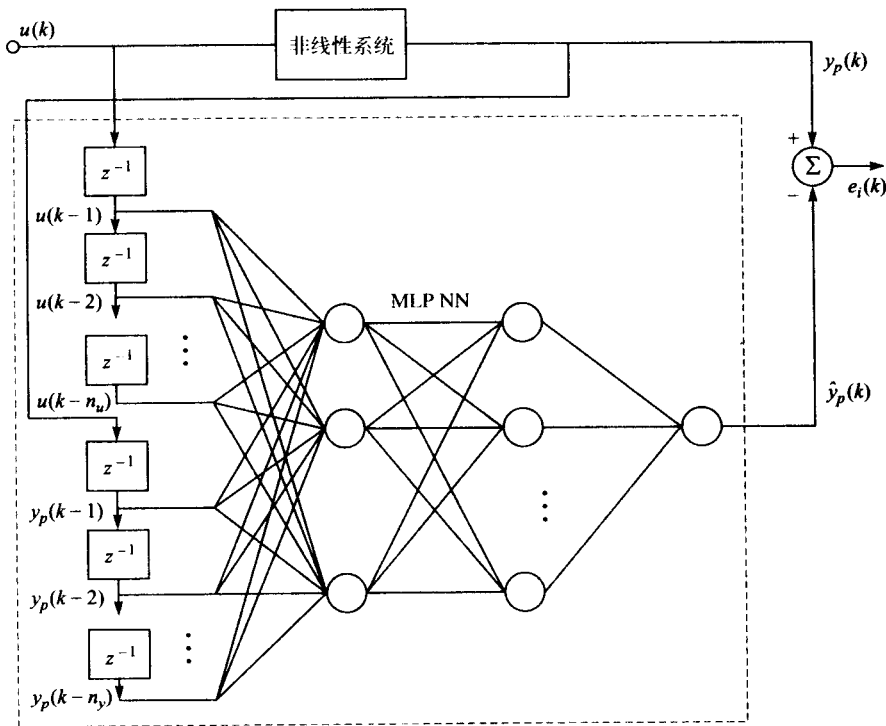 u(k)
非线性系统
y_p(k)
+
Σ
−
e_i(k)
z^{-1}
u(k-1)
z^{-1}
u(k-2)
MLP NN
z^{-1}
u(k-n_u)
ŷ_p(k)
z^{-1}
y_p(k-1)
z^{-1}
y_p(k-2)
z^{-1}
y_p(k-n_y)